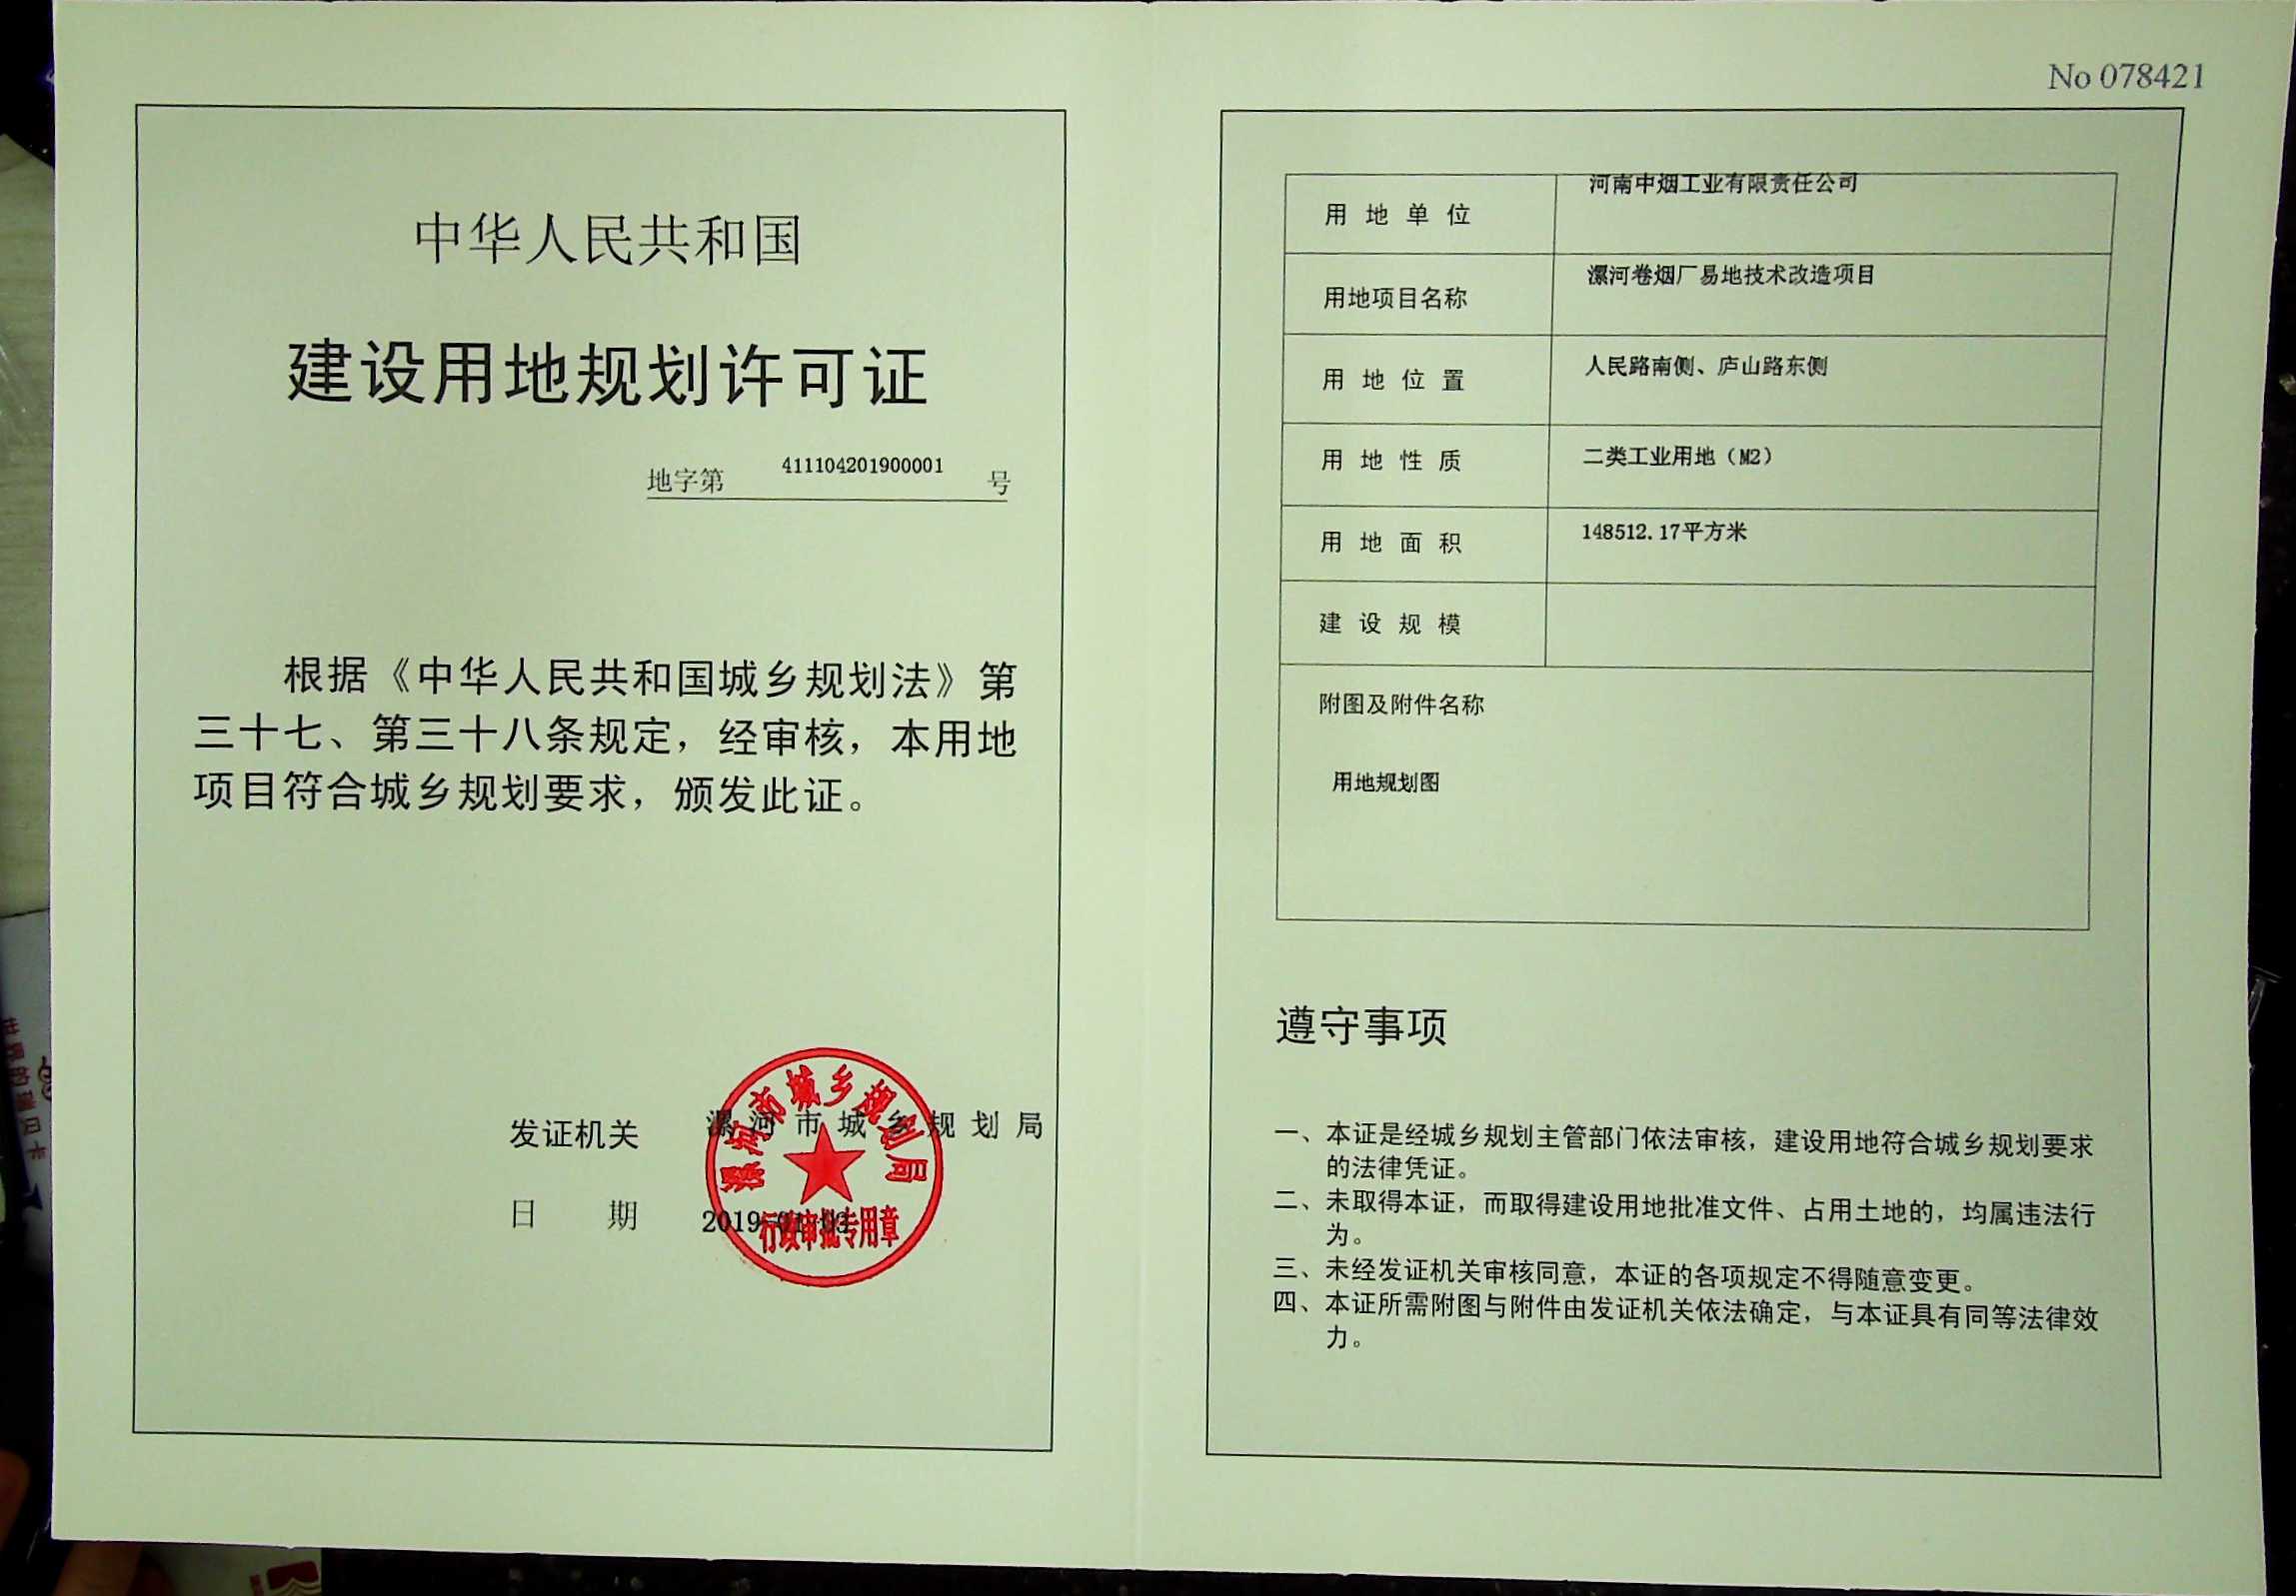 No 078421
中华人民共和国
建设用地规划许可证
地字第 411104201900001 号
根据《中华人民共和国城乡规划法》第
三十七、第三十八条规定，经审核，本用地
项目符合城乡规划要求，颁发此证。
发证机关 漯河市城乡规划局
日 期 2019-01-02
漯河市城乡规划局
行政审批专用章
用地单位 河南中烟工业有限责任公司
用地项目名称 漯河卷烟厂易地技术改造项目
用地位置 人民路南侧、庐山路东侧
用地性质 二类工业用地（M2）
用地面积 148512.17平方米
建设规模
附图及附件名称
用地规划图
遵守事项
一、本证是经城乡规划主管部门依法审核，建设用地符合城乡规划要求
的法律凭证。
二、未取得本证，而取得建设用地批准文件、占用土地的，均属违法行
为。
三、未经发证机关审核同意，本证的各项规定不得随意变更。
四、本证所需附图与附件由发证机关依法确定，与本证具有同等法律效
力。